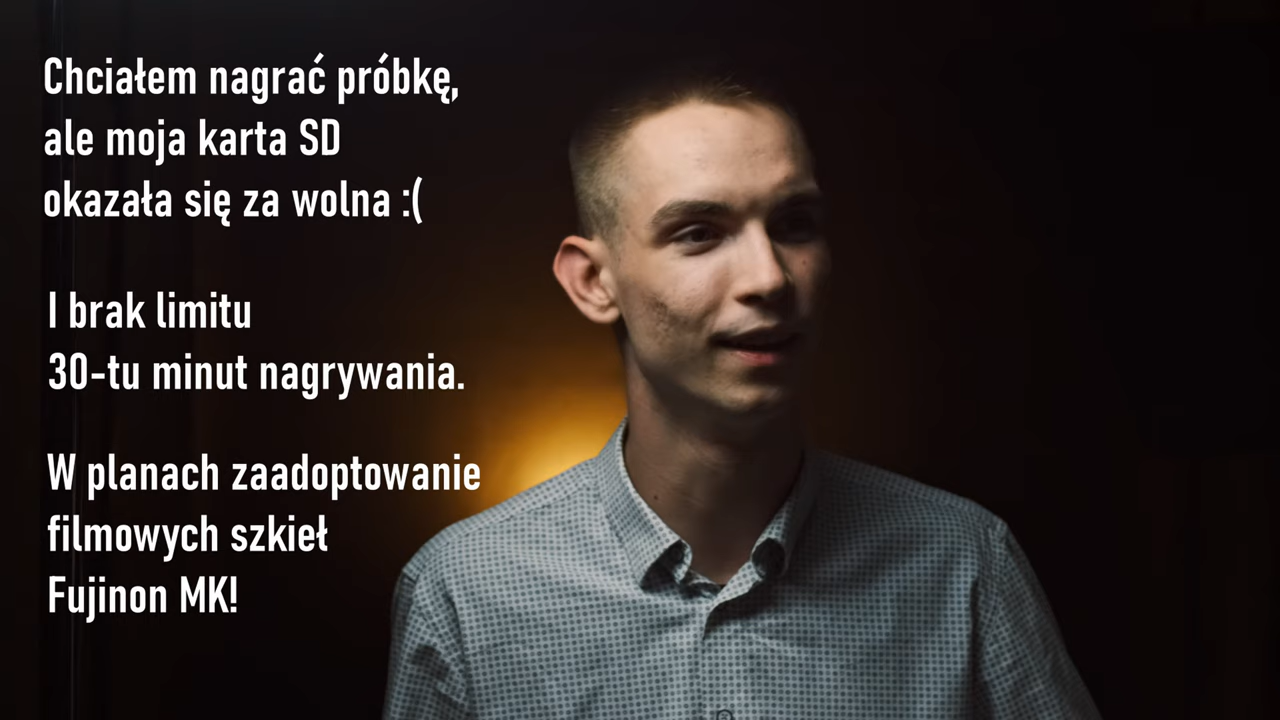 Chciałem nagrać próbkę,
ale moja karta SD
okazała się za wolna :(
I brak limitu
30-tu minut nagrywania.
W planach zaadoptowanie
filmowych szkieł
Fujinon MK!